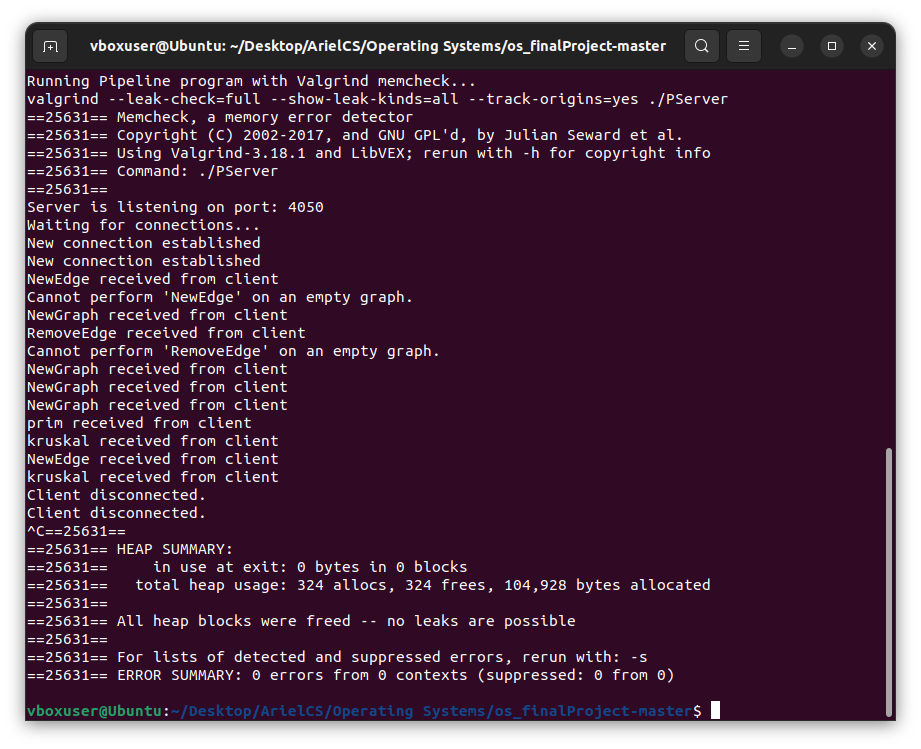 vboxuser@Ubuntu: ~/Desktop/ArielCS/Operating Systems/os_finalProject-master
Running Pipeline program with Valgrind memcheck...
valgrind --leak-check=full --show-leak-kinds=all --track-origins=yes ./PServer
==25631== Memcheck, a memory error detector
==25631== Copyright (C) 2002-2017, and GNU GPL'd, by Julian Seward et al.
==25631== Using Valgrind-3.18.1 and LibVEX; rerun with -h for copyright info
==25631== Command: ./PServer
==25631==
Server is listening on port: 4050
Waiting for connections...
New connection established
New connection established
NewEdge received from client
Cannot perform 'NewEdge' on an empty graph.
NewGraph received from client
RemoveEdge received from client
Cannot perform 'RemoveEdge' on an empty graph.
NewGraph received from client
NewGraph received from client
NewGraph received from client
prim received from client
kruskal received from client
NewEdge received from client
kruskal received from client
Client disconnected.
Client disconnected.
^C==25631==
==25631== HEAP SUMMARY:
==25631==     in use at exit: 0 bytes in 0 blocks
==25631==   total heap usage: 324 allocs, 324 frees, 104,928 bytes allocated
==25631==
==25631== All heap blocks were freed -- no leaks are possible
==25631==
==25631== For lists of detected and suppressed errors, rerun with: -s
==25631== ERROR SUMMARY: 0 errors from 0 contexts (suppressed: 0 from 0)
vboxuser@Ubuntu:~/Desktop/ArielCS/Operating Systems/os_finalProject-master$